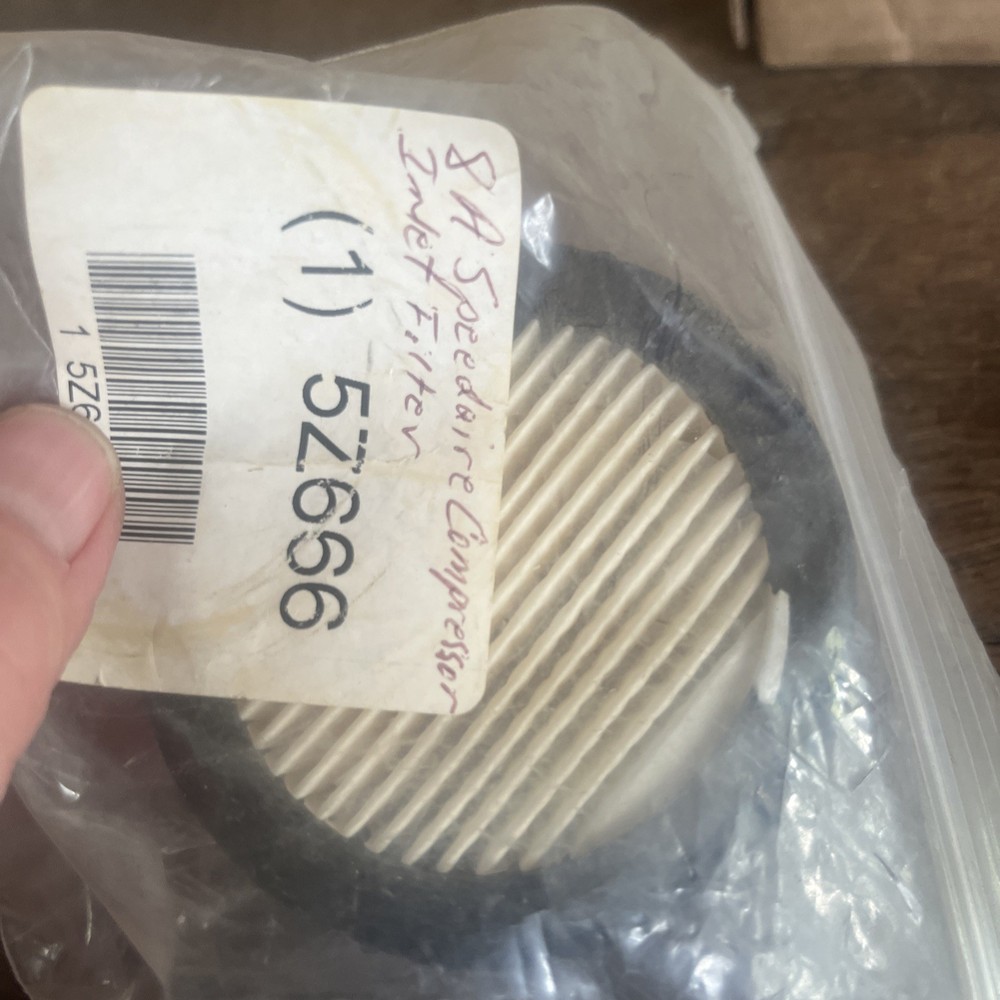 8A Speedaire Compressor
Inlet Filter
(1) 5Z666
1 5Z6